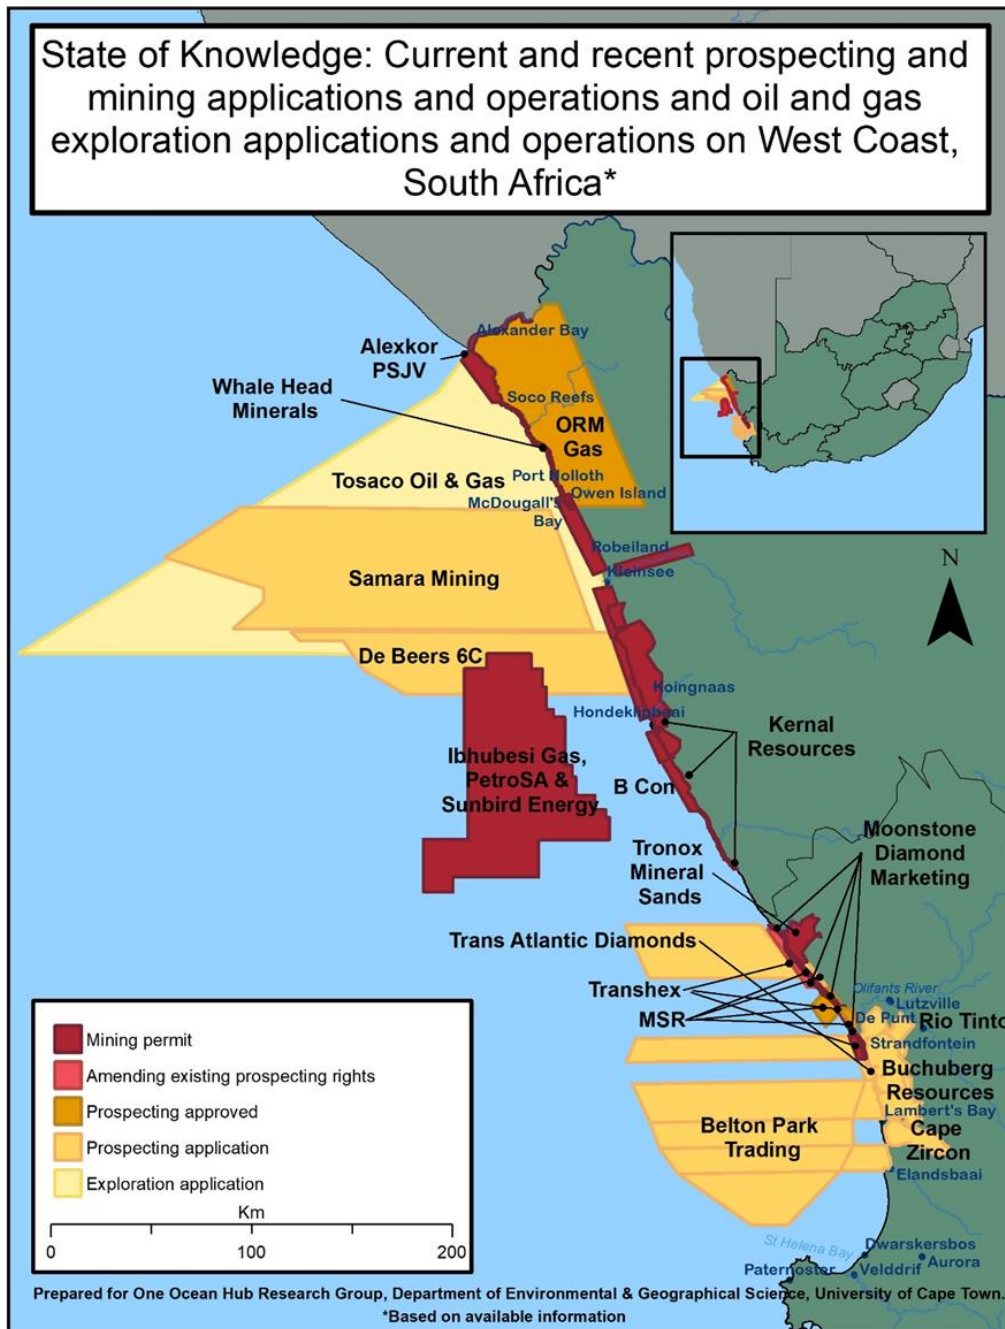 State of Knowledge: Current and recent prospecting and
mining applications and operations and oil and gas
exploration applications and operations on West Coast,
South Africa*
Alexander Bay
Alexkor
PSJV
Whale Head
Minerals
Soco Reefs
ORM
Gas
Port Nolloth
Tosaco Oil & Gas
Owen Island
McDougall's
Bay
Robeiland
Kleinsee
Samara Mining
N
De Beers 6C
Koingnaas
Hondeklipbaai
Kernal
Resources
Ibhubesi Gas,
PetroSA &
Sunbird Energy
B Con
Moonstone
Diamond
Marketing
Tronox
Mineral
Sands
Trans Atlantic Diamonds
Transhex
MSR
Olifants River
Lutzville
De Punt
Rio Tinto
Strandfontein
Buchuberg
Resources
Lambert's Bay
Belton Park
Trading
Cape
Zircon
Elandsbaai
St Helena Bay
Dwarskersbos
Aurora
Paternoster
Velddrif
Mining permit
Amending existing prospecting rights
Prospecting approved
Prospecting application
Exploration application
Km
0 100 200
Prepared for One Ocean Hub Research Group, Department of Environmental & Geographical Science, University of Cape Town.
*Based on available information